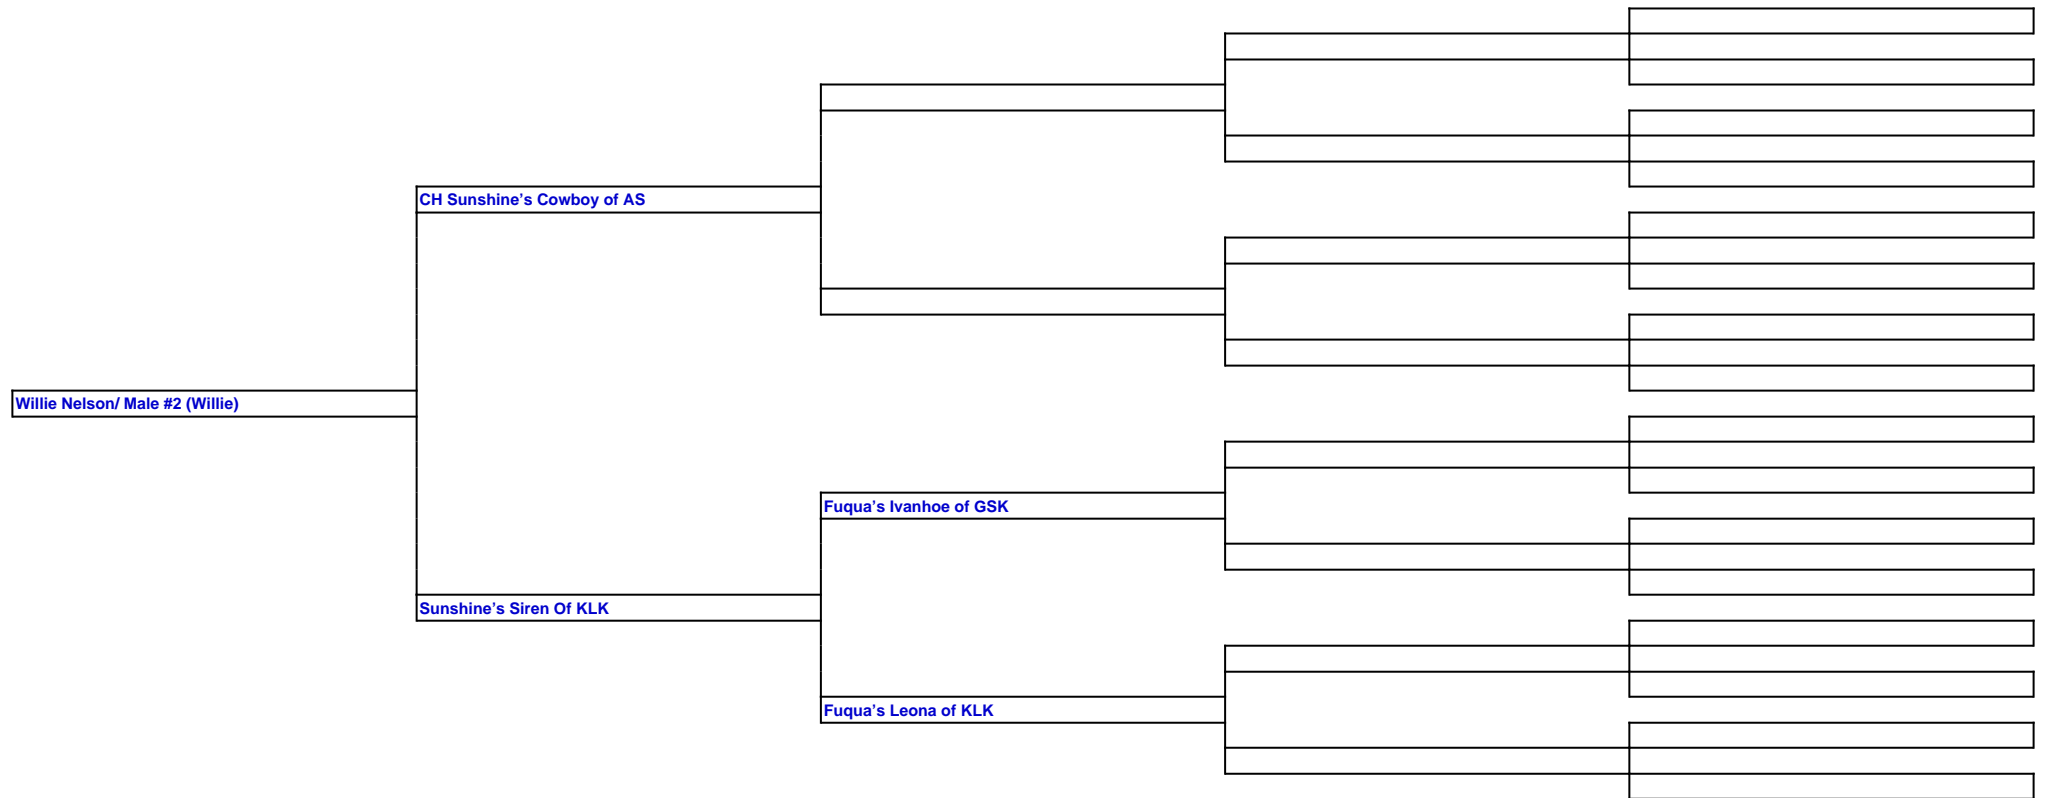 CH Sunshine’s Cowboy of AS
Willie Nelson/ Male #2 (Willie)
Fuqua’s Ivanhoe of GSK
Sunshine’s Siren Of KLK
Fuqua’s Leona of KLK